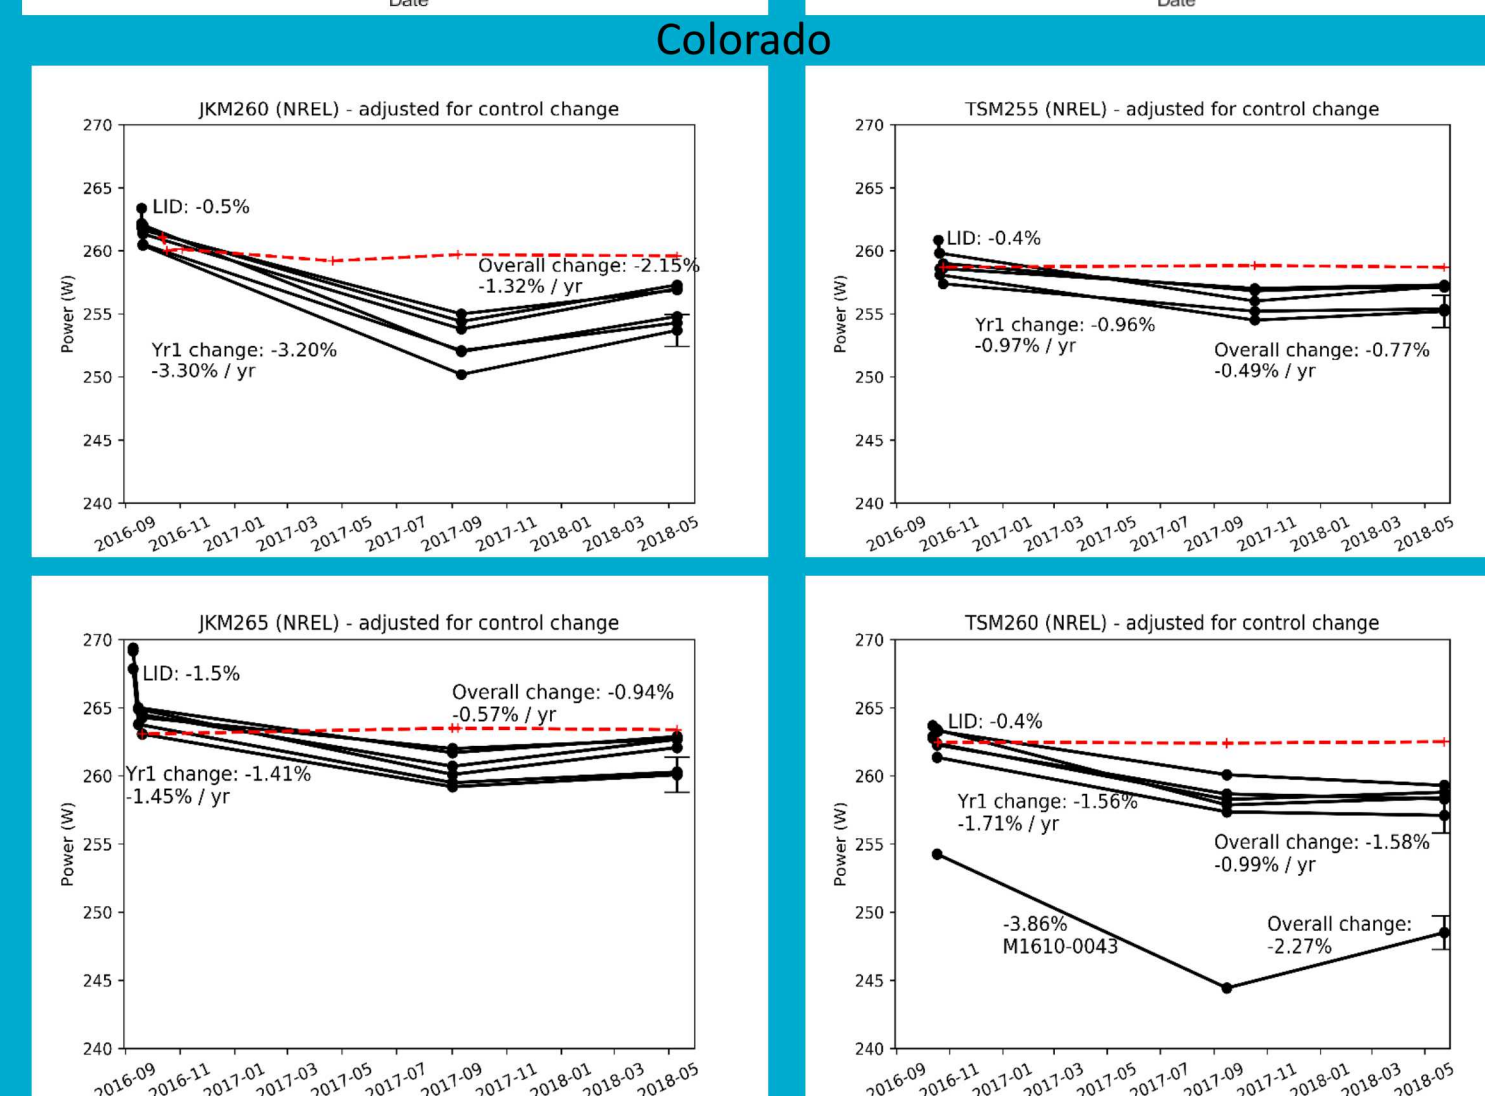 Date
Date
Colorado
JKM260 (NREL) - adjusted for control change
270
265
260
255
250
245
240
Power (W)
LID: -0.5%
Overall change: -2.15%
-1.32% / yr
Yr1 change: -3.20%
-3.30% / yr
2016-09
2016-11
2017-01
2017-03
2017-05
2017-07
2017-09
2017-11
2018-01
2018-03
2018-05
TSM255 (NREL) - adjusted for control change
270
265
260
255
250
245
240
Power (W)
LID: -0.4%
Yr1 change: -0.96%
-0.97% / yr
Overall change: -0.77%
-0.49% / yr
2016-09
2016-11
2017-01
2017-03
2017-05
2017-07
2017-09
2017-11
2018-01
2018-03
2018-05
JKM265 (NREL) - adjusted for control change
270
265
260
255
250
245
240
Power (W)
LID: -1.5%
Overall change: -0.94%
-0.57% / yr
Yr1 change: -1.41%
-1.45% / yr
2016-09
2016-11
2017-01
2017-03
2017-05
2017-07
2017-09
2017-11
2018-01
2018-03
2018-05
TSM260 (NREL) - adjusted for control change
270
265
260
255
250
245
240
Power (W)
LID: -0.4%
Yr1 change: -1.56%
-1.71% / yr
Overall change: -1.58%
-0.99% / yr
-3.86%
M1610-0043
Overall change:
-2.27%
2016-09
2016-11
2017-01
2017-03
2017-05
2017-07
2017-09
2017-11
2018-01
2018-03
2018-05